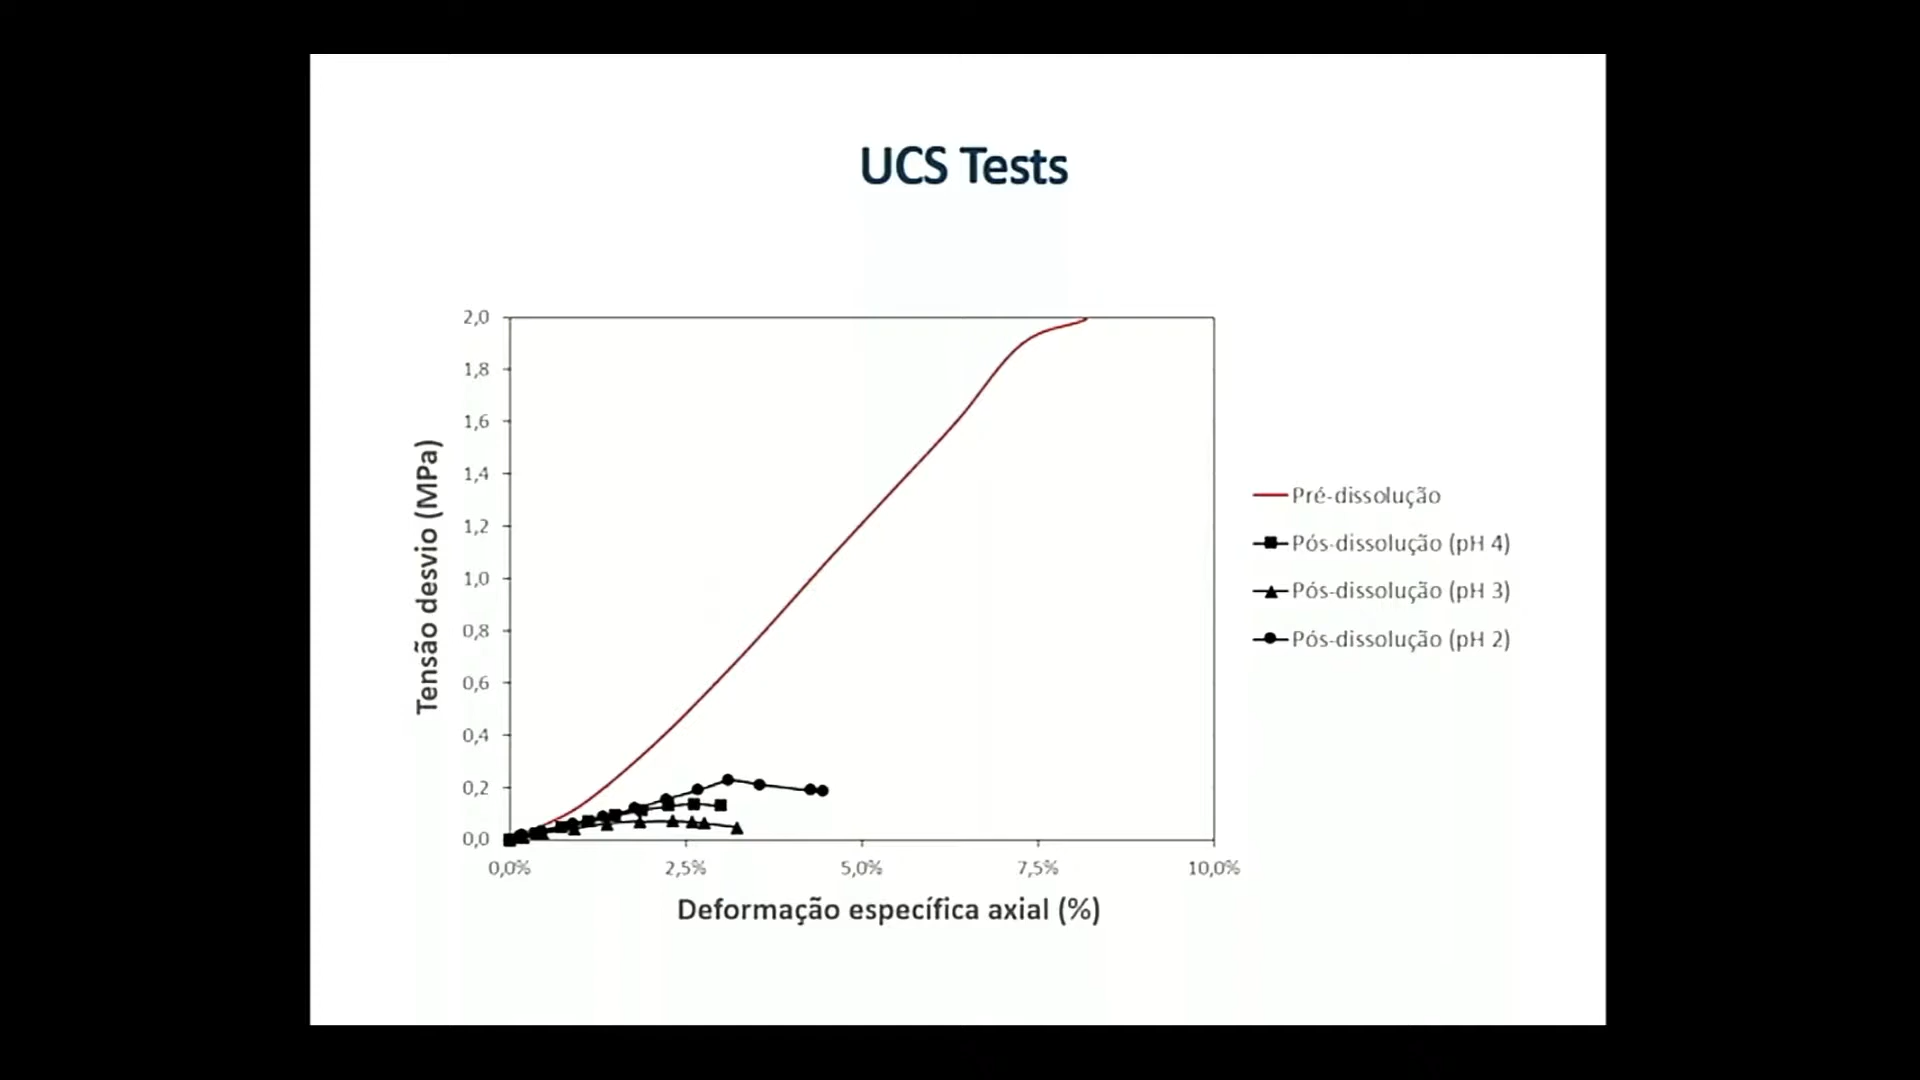 UCS Tests
2,0
1,8
1,6
1,4
1,2
1,0
0,8
0,6
0,4
0,2
0,0
Tensão desvio (MPa)
0,0% 2,5% 5,0% 7,5% 10,0%
Deformação específica axial (%)
Pré-dissolução
Pós-dissolução (pH 4)
Pós-dissolução (pH 3)
Pós-dissolução (pH 2)